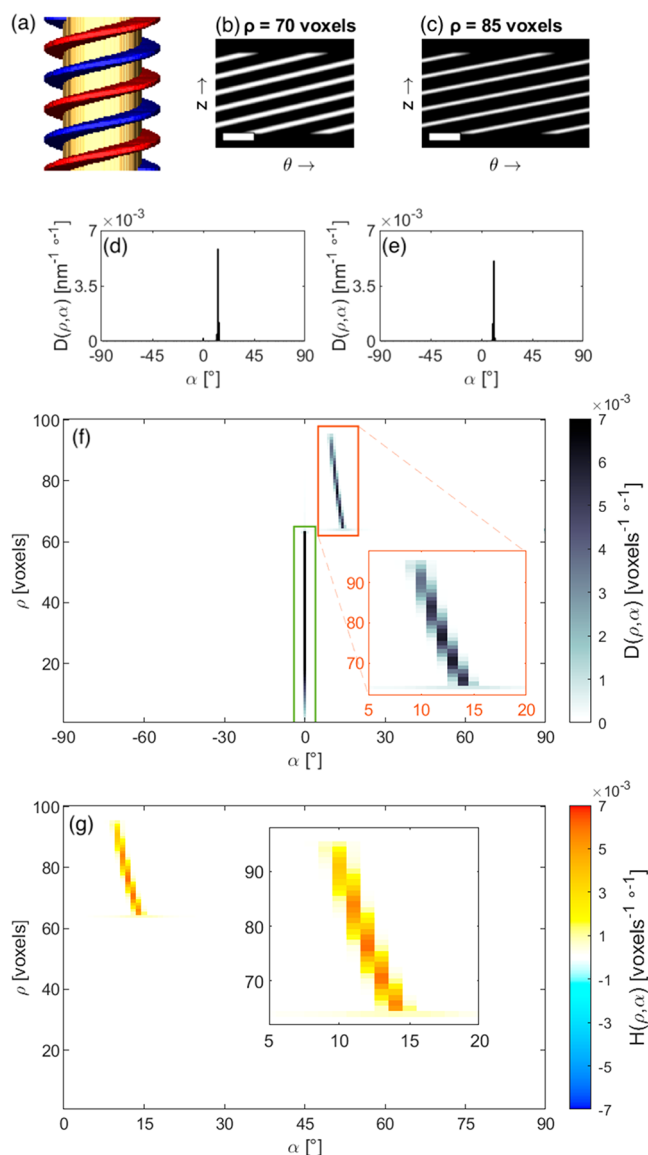 (a)
(b) ρ = 70 voxels
(c) ρ = 85 voxels
z →
θ →
z →
θ →
7 ×10⁻³
(d)
3.5
0
-90 -45 0 45 90
α [°]
D(ρ,α) [nm⁻¹ °⁻¹]
7 ×10⁻³
(e)
3.5
0
-90 -45 0 45 90
α [°]
D(ρ,α) [nm⁻¹ °⁻¹]
(f)
100
80
60
40
20
ρ [voxels]
-90 -60 -30 0 30 60 90
α [°]
90
80
70
5 10 15 20
×10⁻³
7
6
5
4
3
2
1
0
D(ρ,α) [voxels⁻¹ °⁻¹]
(g)
100
80
60
40
20
ρ [voxels]
0 15 30 45 60 75 90
α [°]
90
80
70
5 10 15 20
×10⁻³
7
5
3
1
-1
-3
-5
-7
H(ρ,α) [voxels⁻¹ °⁻¹]